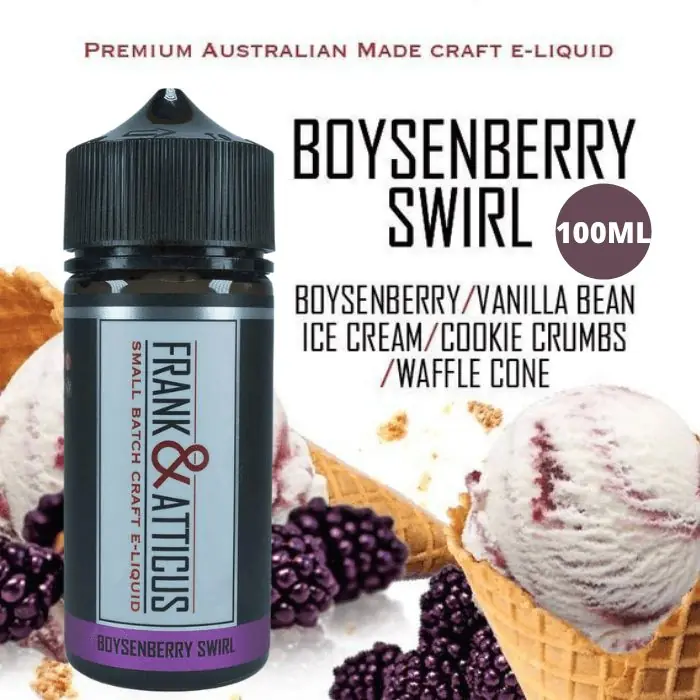 PREMIUM AUSTRALIAN MADE CRAFT E-LIQUID
BOYSENBERRY
SWIRL
100ML
BOYSENBERRY/VANILLA BEAN
ICE CREAM/COOKIE CRUMBS
/WAFFLE CONE
FRANK & ATTICUS
SMALL BATCH CRAFT E-LIQUID
BOYSENBERRY SWIRL